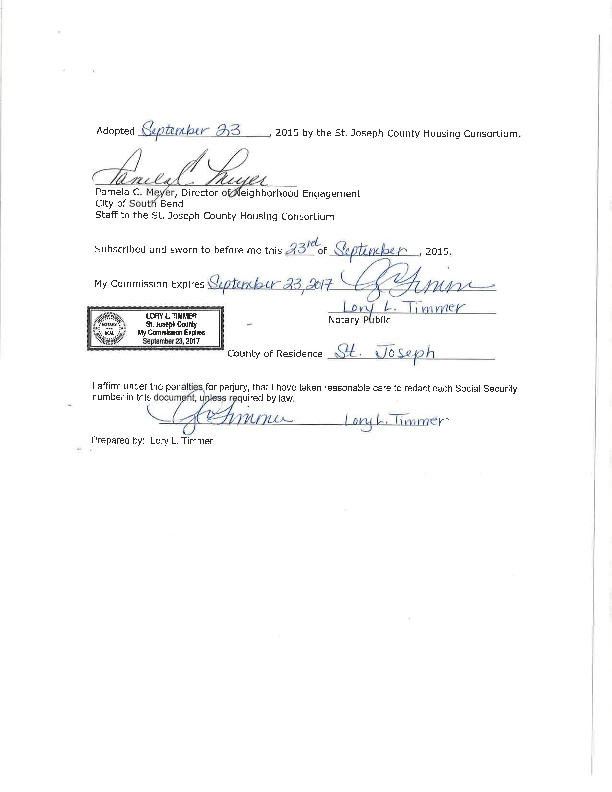 Adopted September 23, 2015 by the St. Joseph County Housing Consortium.
Pamela C. Meyer
Pamela C. Meyer, Director of Neighborhood Engagement
City of South Bend
Staff to the St. Joseph County Housing Consortium
Subscribed and sworn to before me this 23rd of September, 2015.
My Commission Expires September 23, 2017
Lory L. Timmer
Notary Public
LORY L. TIMMER
St. Joseph County
My Commission Expires
September 23, 2017
NOTARY
SEAL
County of Residence St. Joseph
I affirm under the penalties for perjury, that I have taken reasonable care to redact each Social Security
number in this document, unless required by law.
Lory L. Timmer
Prepared by: Lory L. Timmer